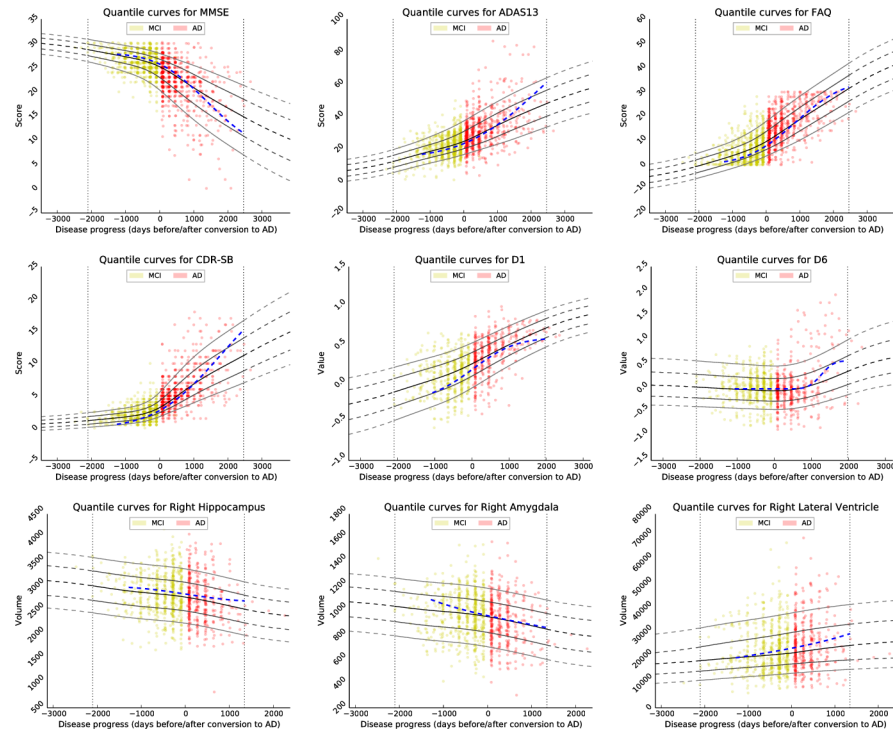 Quantile curves for MMSE
MCI AD
35
30
25
20
15
10
5
0
−5
Score
−3000 −2000 −1000 0 1000 2000 3000
Disease progress (days before/after conversion to AD)
Quantile curves for ADAS13
MCI AD
100
80
60
40
20
0
−20
Score
−3000 −2000 −1000 0 1000 2000 3000
Disease progress (days before/after conversion to AD)
Quantile curves for FAQ
MCI AD
60
50
40
30
20
10
0
−10
−20
Score
−3000 −2000 −1000 0 1000 2000 3000
Disease progress (days before/after conversion to AD)
Quantile curves for CDR-SB
MCI AD
25
20
15
10
5
0
−5
Score
−3000 −2000 −1000 0 1000 2000 3000
Disease progress (days before/after conversion to AD)
Quantile curves for D1
MCI AD
1.5
1.0
0.5
0.0
−0.5
−1.0
Value
−3000 −2000 −1000 0 1000 2000 3000
Disease progress (days before/after conversion to AD)
Quantile curves for D6
MCI AD
2.5
2.0
1.5
1.0
0.5
0.0
−0.5
−1.0
−1.5
Value
−3000 −2000 −1000 0 1000 2000 3000
Disease progress (days before/after conversion to AD)
Quantile curves for Right Hippocampus
MCI AD
4500
4000
3500
3000
2500
2000
1500
1000
500
Volume
−3000 −2000 −1000 0 1000 2000
Disease progress (days before/after conversion to AD)
Quantile curves for Right Amygdala
MCI AD
1800
1600
1400
1200
1000
800
600
400
200
Volume
−3000 −2000 −1000 0 1000 2000
Disease progress (days before/after conversion to AD)
Quantile curves for Right Lateral Ventricle
MCI AD
80000
70000
60000
50000
40000
30000
20000
10000
0
Volume
−3000 −2000 −1000 0 1000 2000
Disease progress (days before/after conversion to AD)